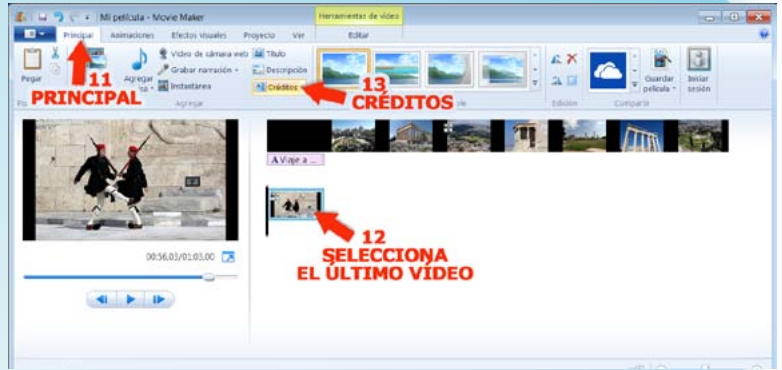 Mi película - Movie Maker
Herramientas de vídeo
Principal Animaciones Efectos visuales Proyecto Ver Editar
Pegar
Agregar
Vídeo de cámara web
Grabar narración
Instantánea
Título
Descripción
Créditos
Agregar
Edición
Guardar película
Compartir
Iniciar sesión
11
PRINCIPAL
13
CRÉDITOS
A Viaje a ...
12
SELECCIONA
EL ÚLTIMO VÍDEO
00:56,03/01:03,00